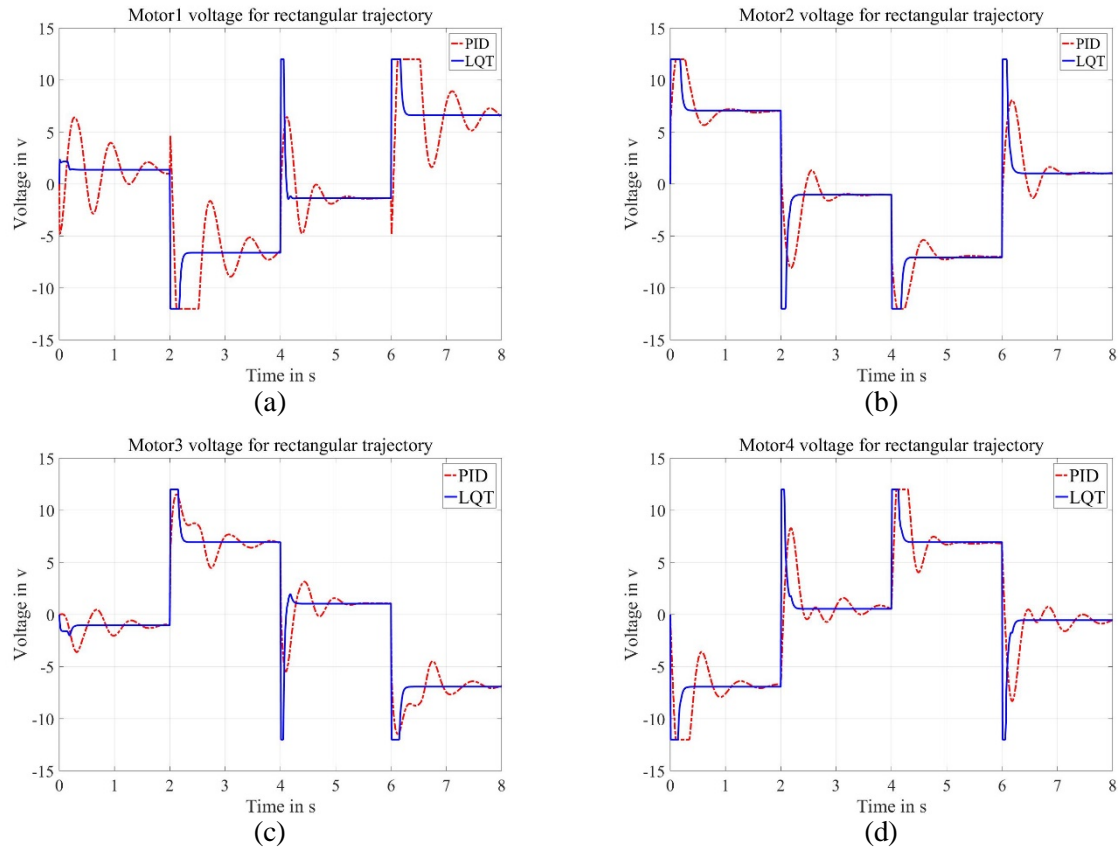 Motor1 voltage for rectangular trajectory
15
10
5
0
-5
-10
-15
Voltage in v
PID
LQT
0 1 2 3 4 5 6 7 8
Time in s
(a)
Motor2 voltage for rectangular trajectory
15
10
5
0
-5
-10
-15
Voltage in v
PID
LQT
0 1 2 3 4 5 6 7 8
Time in s
(b)
Motor3 voltage for rectangular trajectory
15
10
5
0
-5
-10
-15
Voltage in v
PID
LQT
0 1 2 3 4 5 6 7 8
Time in s
(c)
Motor4 voltage for rectangular trajectory
15
10
5
0
-5
-10
-15
Voltage in v
PID
LQT
0 1 2 3 4 5 6 7 8
Time in s
(d)